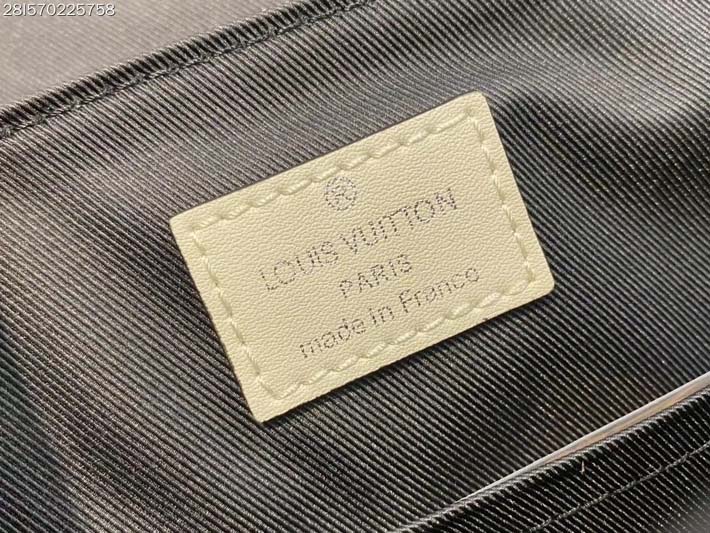 28I570225758
®
LOUIS VUITTON
PARIS
made in France